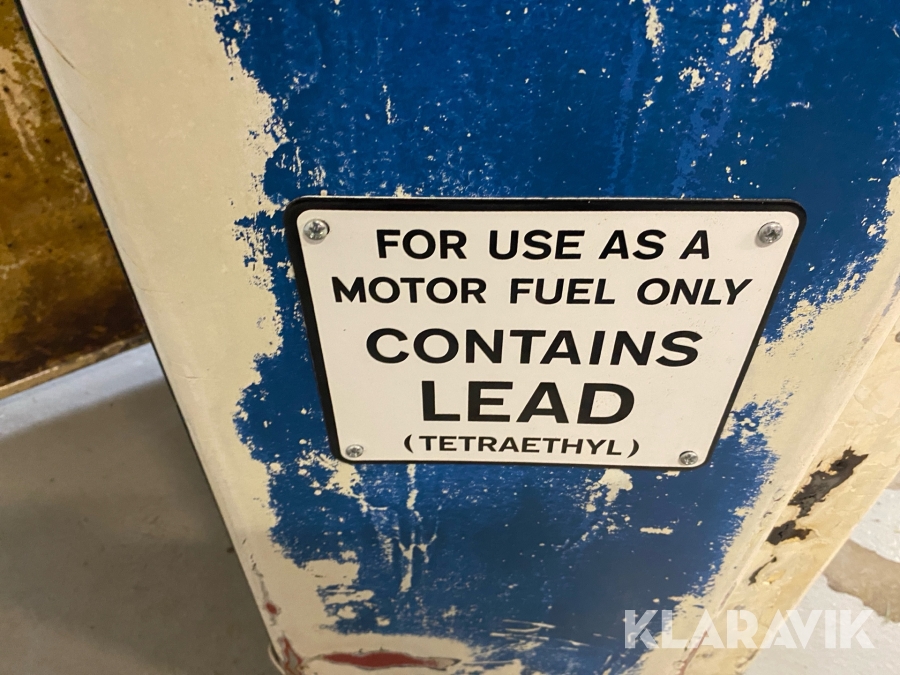 FOR USE AS A
MOTOR FUEL ONLY
CONTAINS
LEAD
(TETRAETHYL)
KLARAVIK